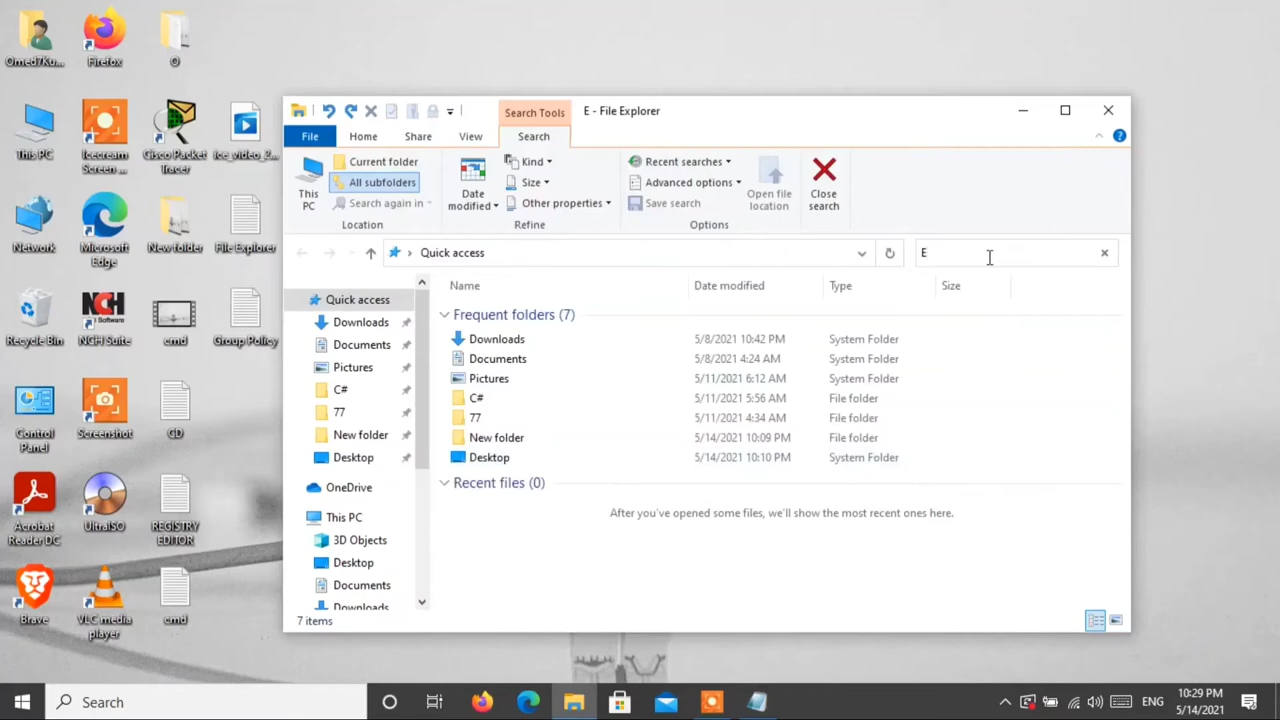 Omed7Ku...
Firefox
O
This PC
Icecream
Screen ...
Cisco Packet
Tracer
ice_video_2...
Network
Microsoft
Edge
New folder
File Explorer
Recycle Bin
NCH Software
NCH Suite
cmd
Group Policy
Control
Panel
Screenshot
CD
Acrobat
Reader DC
UltraISO
REGISTRY
EDITOR
Brave
VLC media
player
cmd
Search Tools
E - File Explorer
File
Home
Share
View
Search
This
PC
Current folder
All subfolders
Search again in
Location
Date
modified
Kind
Size
Other properties
Refine
Recent searches
Advanced options
Save search
Open file
location
Options
Close
search
Quick access
E
Quick access
Downloads
Documents
Pictures
C#
77
New folder
Desktop
OneDrive
This PC
3D Objects
Desktop
Documents
Downloads
Name Date modified Type Size
Frequent folders (7)
Downloads 5/8/2021 10:42 PM System Folder
Documents 5/8/2021 4:24 AM System Folder
Pictures 5/11/2021 6:12 AM System Folder
C# 5/11/2021 5:56 AM File folder
77 5/11/2021 4:34 AM File folder
New folder 5/14/2021 10:09 PM File folder
Desktop 5/14/2021 10:10 PM System Folder
Recent files (0)
After you've opened some files, we'll show the most recent ones here.
7 items
Search
ENG
10:29 PM
5/14/2021